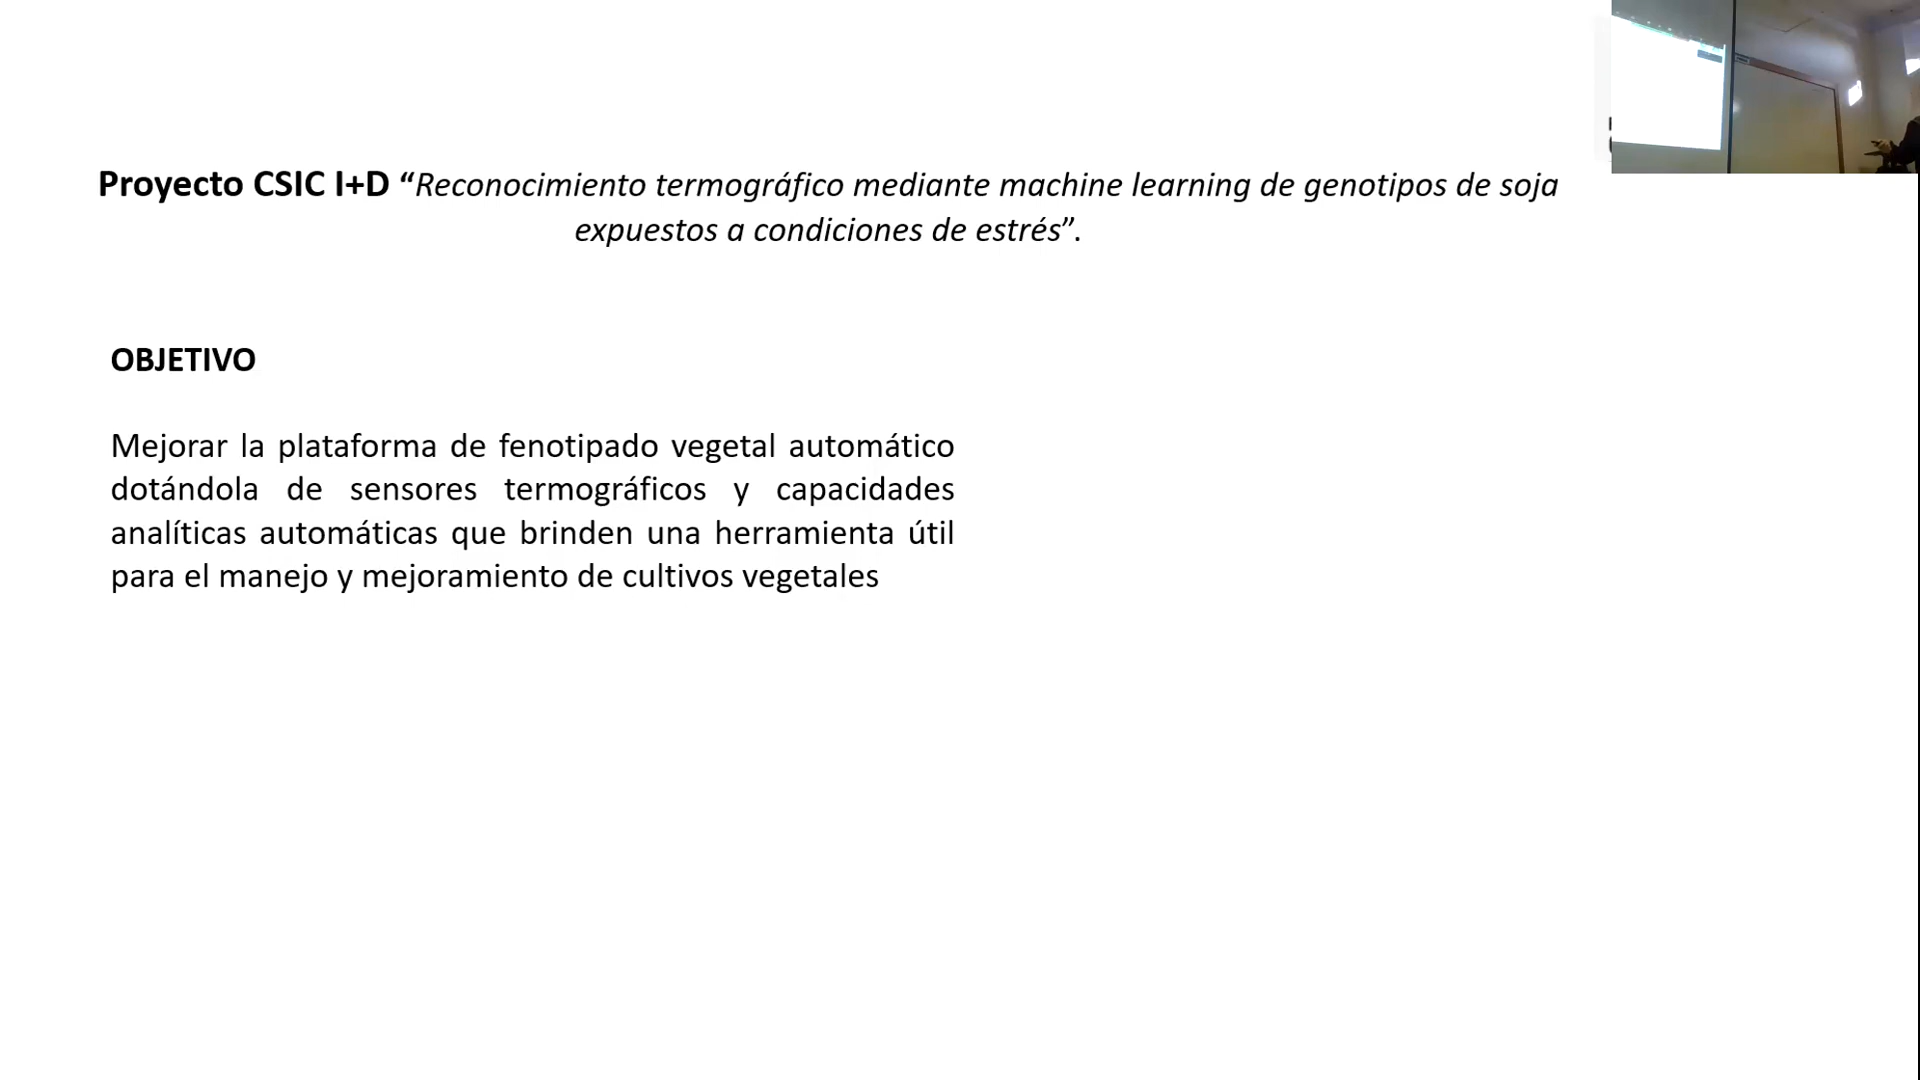 Proyecto CSIC I+D “Reconocimiento termográfico mediante machine learning de genotipos de soja
expuestos a condiciones de estrés”.
OBJETIVO
Mejorar la plataforma de fenotipado vegetal automático
dotándola de sensores termográficos y capacidades
analíticas automáticas que brinden una herramienta útil
para el manejo y mejoramiento de cultivos vegetales